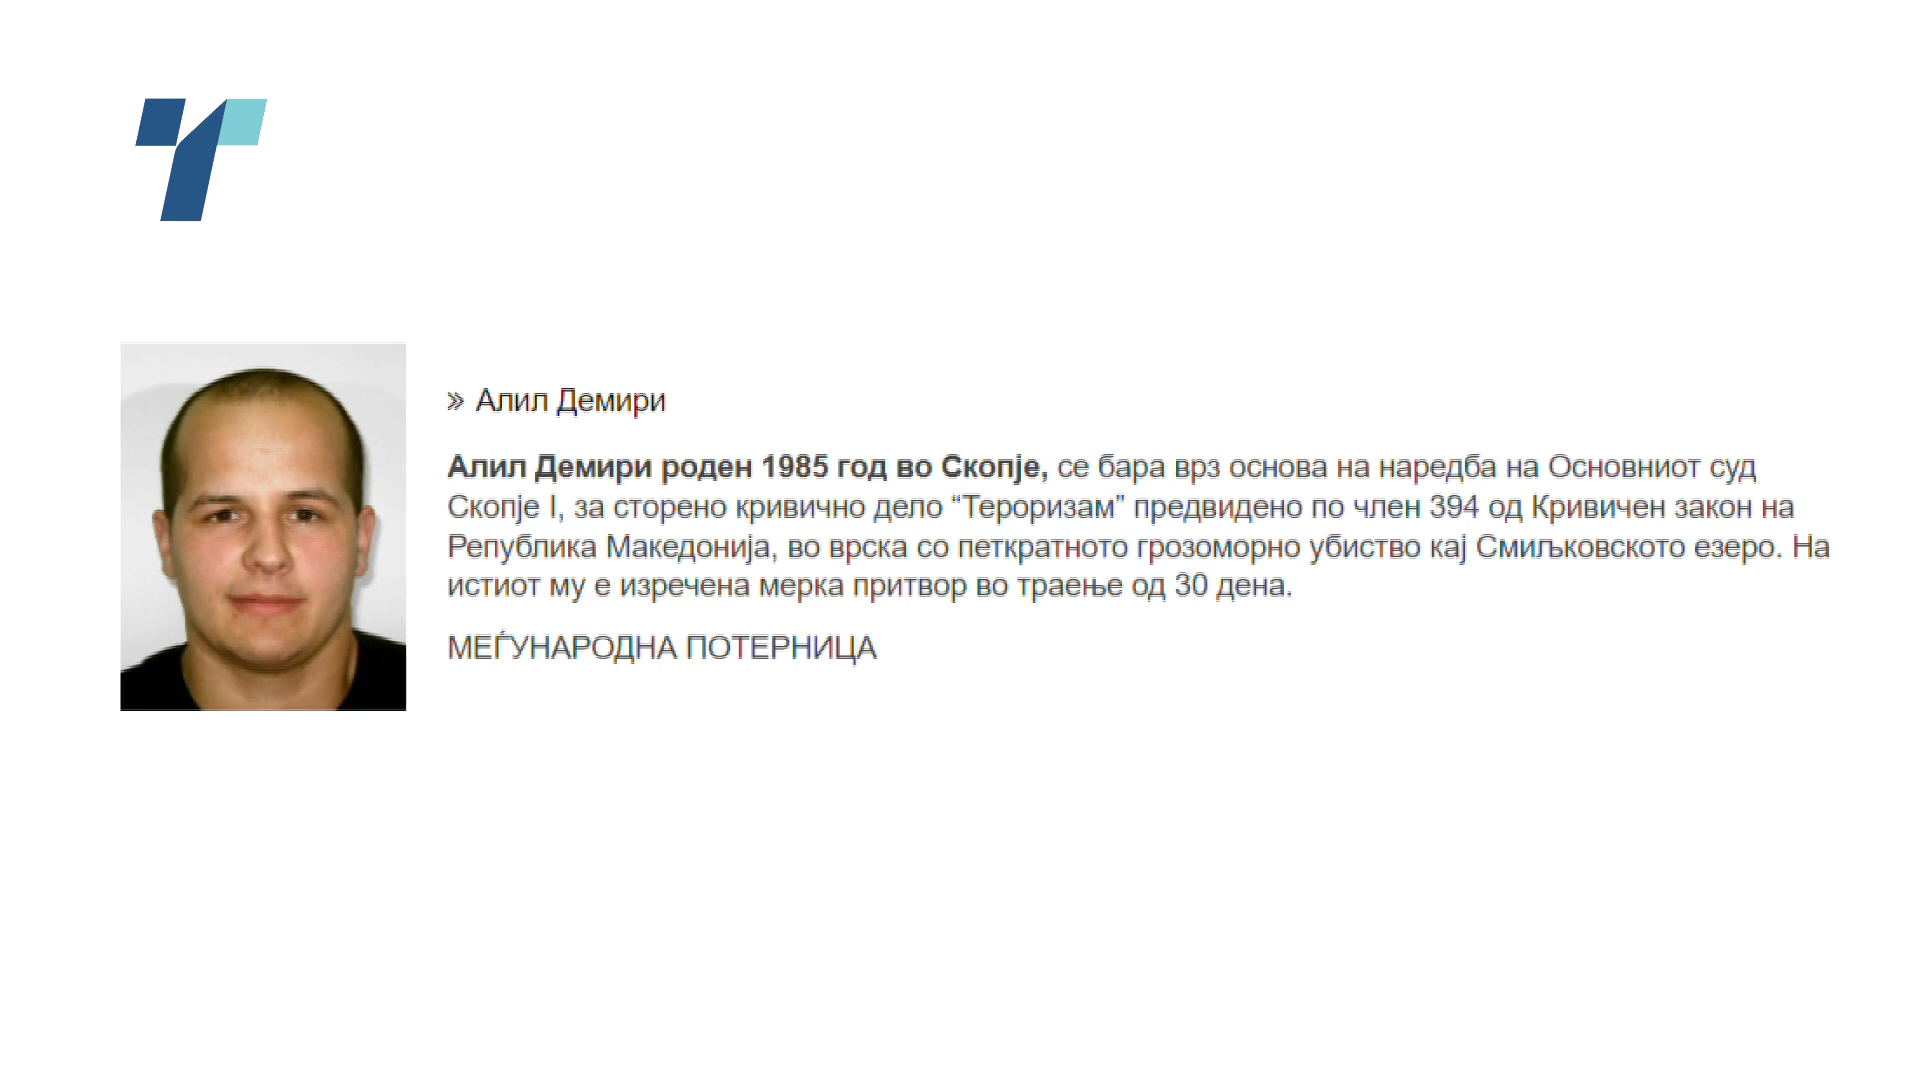 » Алил Демири
Алил Демири роден 1985 год во Скопје, се бара врз основа на наредба на Основниот суд
Скопје I, за сторено кривично дело “Тероризам” предвидено по член 394 од Кривичен закон на
Република Македонија, во врска со петкратното грозоморно убиство кај Смиљковското езеро. На
истиот му е изречена мерка притвор во траење од 30 дена.
МЕЃУНАРОДНА ПОТЕРНИЦА